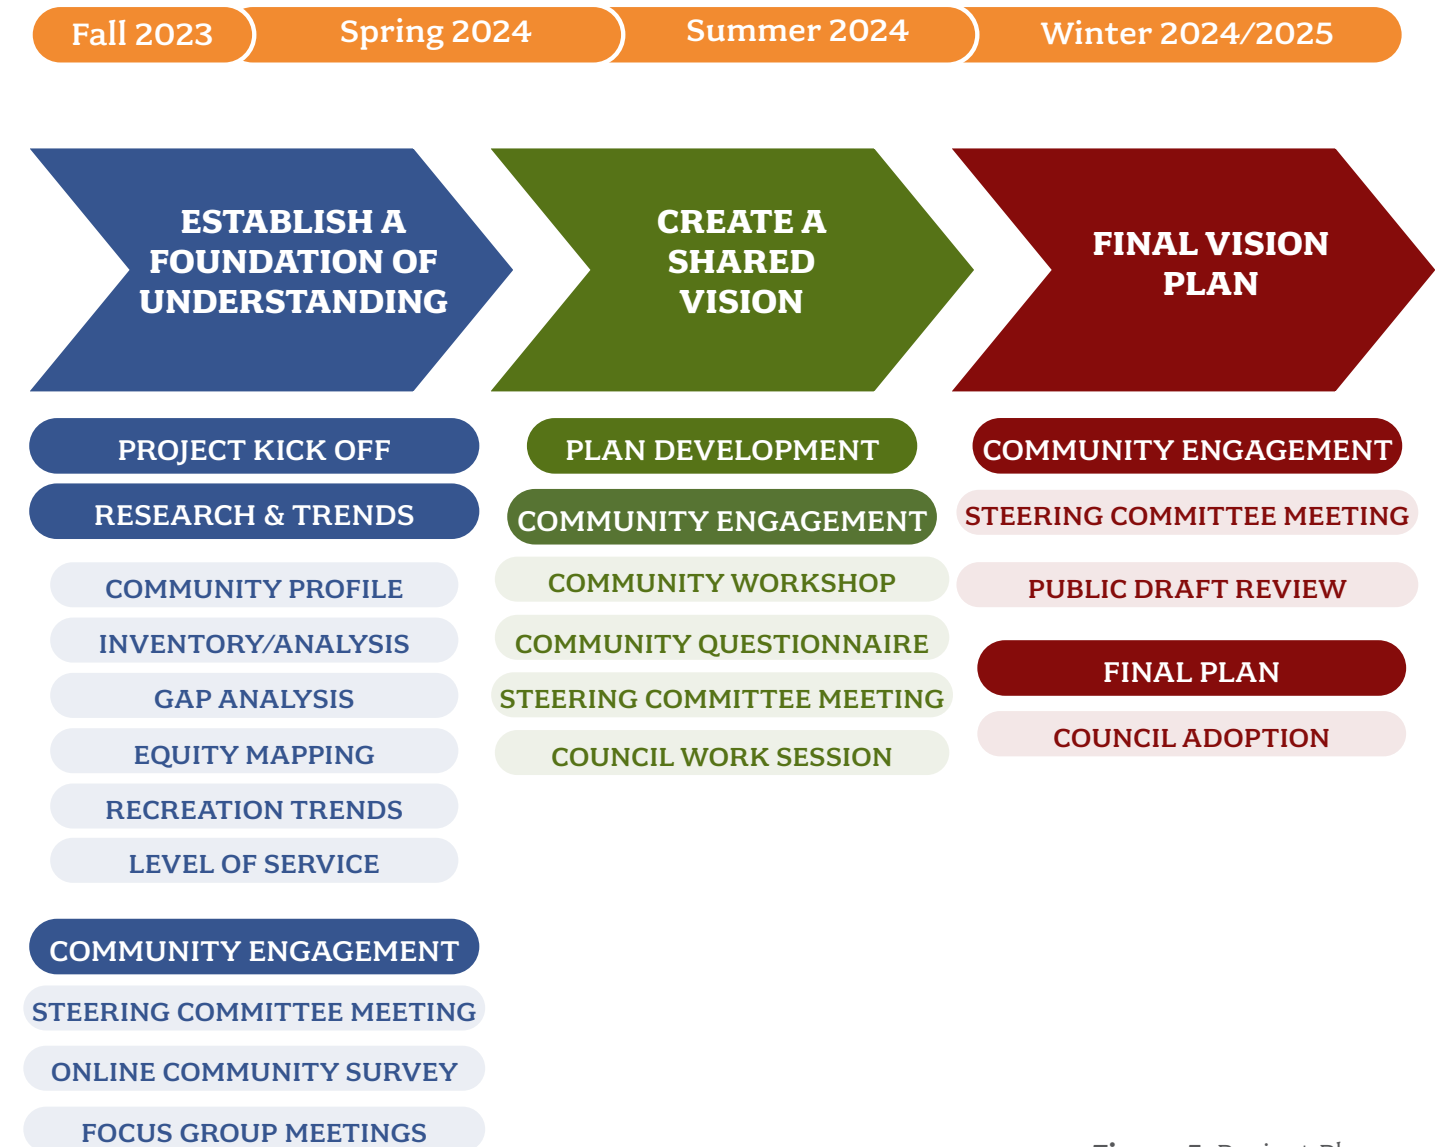 Fall 2023
Spring 2024
Summer 2024
Winter 2024/2025
ESTABLISH A
FOUNDATION OF
UNDERSTANDING
CREATE A
SHARED
VISION
FINAL VISION
PLAN
PROJECT KICK OFF
RESEARCH & TRENDS
COMMUNITY PROFILE
INVENTORY/ANALYSIS
GAP ANALYSIS
EQUITY MAPPING
RECREATION TRENDS
LEVEL OF SERVICE
COMMUNITY ENGAGEMENT
STEERING COMMITTEE MEETING
ONLINE COMMUNITY SURVEY
FOCUS GROUP MEETINGS
PLAN DEVELOPMENT
COMMUNITY ENGAGEMENT
COMMUNITY WORKSHOP
COMMUNITY QUESTIONNAIRE
STEERING COMMITTEE MEETING
COUNCIL WORK SESSION
COMMUNITY ENGAGEMENT
STEERING COMMITTEE MEETING
PUBLIC DRAFT REVIEW
FINAL PLAN
COUNCIL ADOPTION